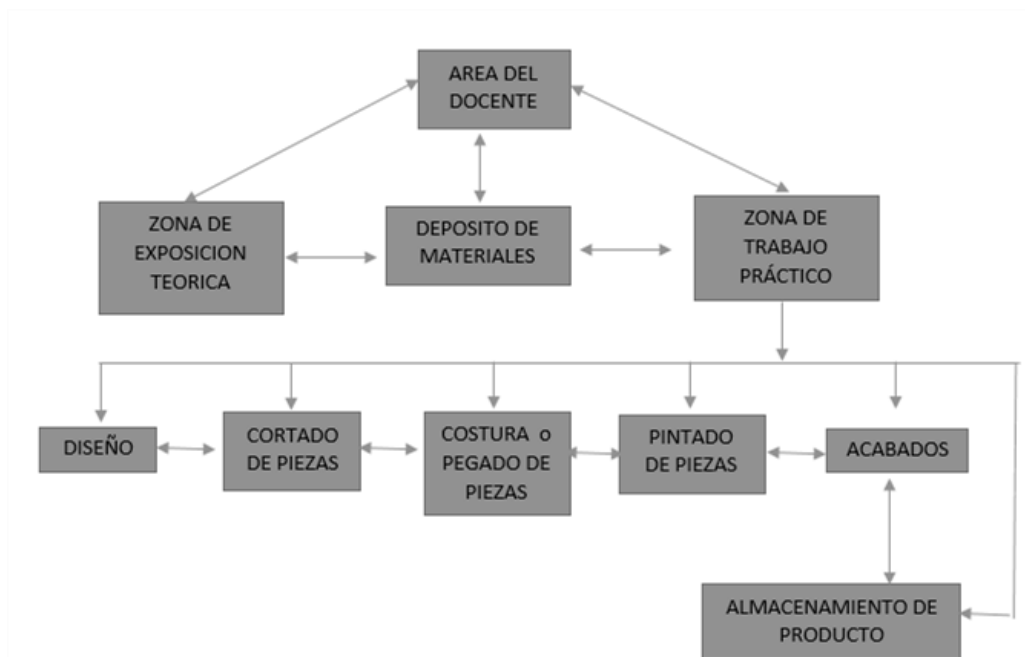 AREA DEL
DOCENTE
ZONA DE
EXPOSICION
TEORICA
DEPOSITO DE
MATERIALES
ZONA DE
TRABAJO
PRÁCTICO
DISEÑO
CORTADO
DE PIEZAS
COSTURA o
PEGADO DE
PIEZAS
PINTADO
DE PIEZAS
ACABADOS
ALMACENAMIENTO DE
PRODUCTO